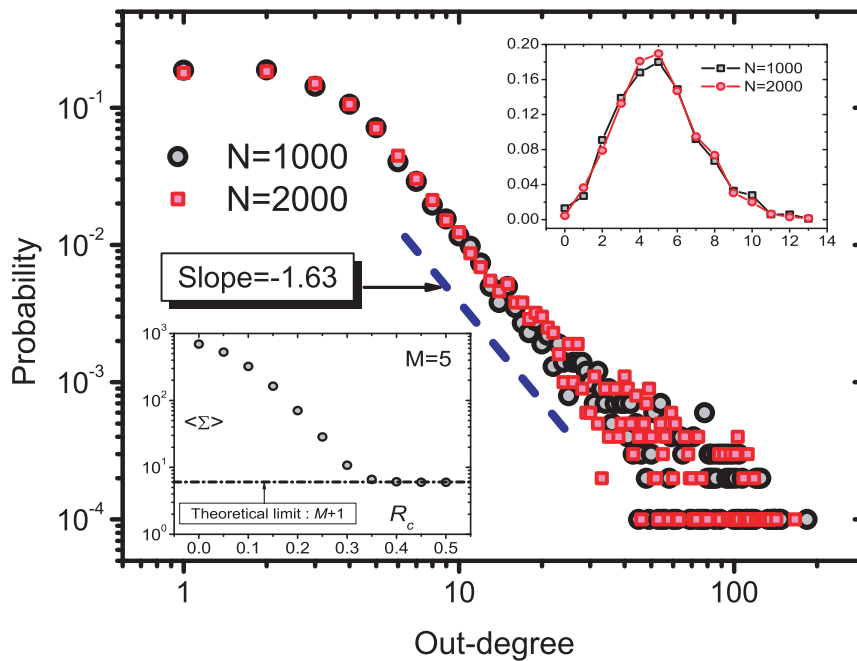 Probability
10⁻¹
10⁻²
10⁻³
10⁻⁴
1
10
100
Out-degree
N=1000
N=2000
Slope=-1.63
0.20
0.16
0.12
0.08
0.04
0.00
0 2 4 6 8 10 12 14
N=1000
N=2000
10³
10²
10¹
10⁰
<Σ>
M=5
Theoretical limit : M+1
R_c
0.0 0.1 0.2 0.3 0.4 0.5